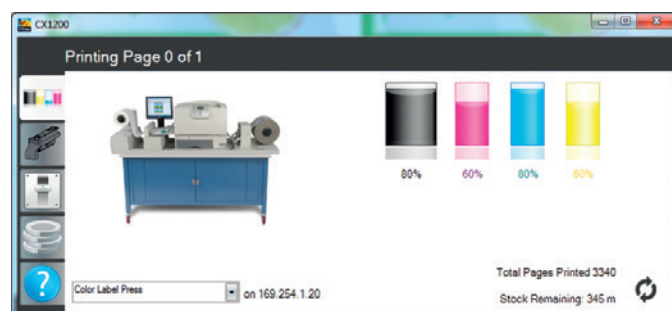 CX1200
Printing Page 0 of 1
80% 60% 80% 60%
Total Pages Printed 3340
Color Label Press on 169.254.1.20
Stock Remaining: 345 m
?